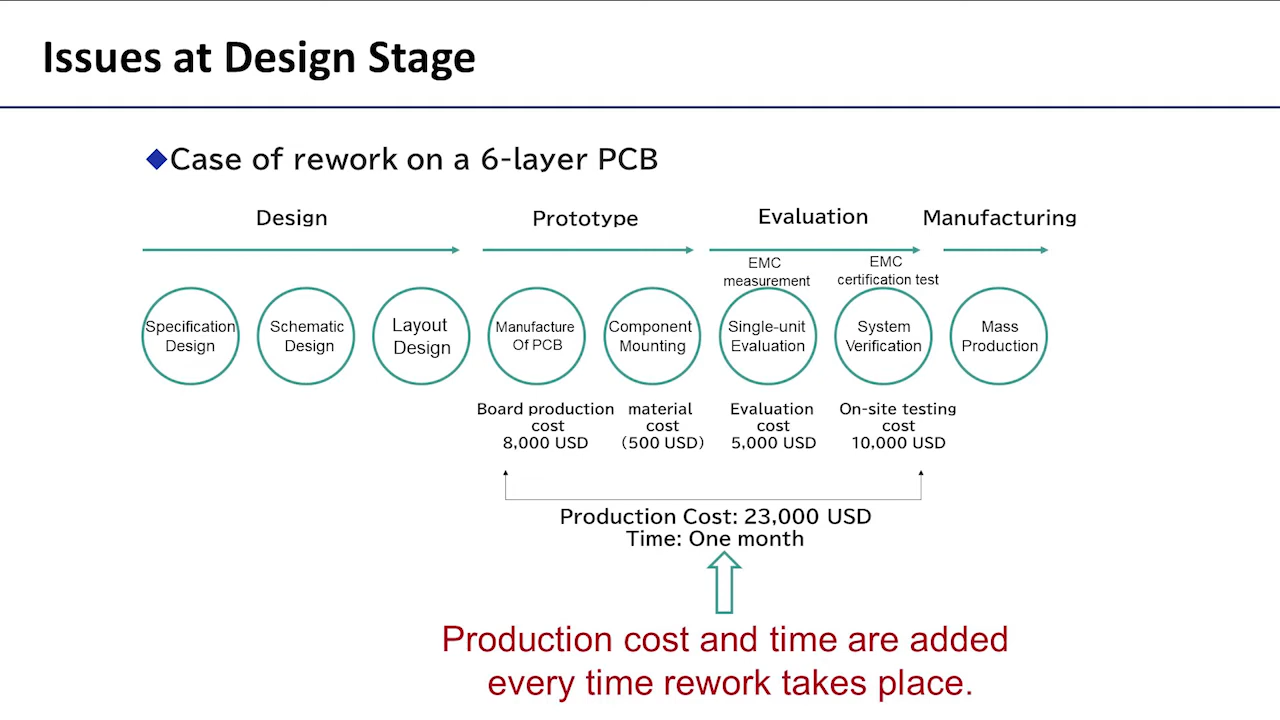 Issues at Design Stage
Case of rework on a 6-layer PCB
Design
Prototype
Evaluation
Manufacturing
EMC
measurement
EMC
certification test
Specification
Design
Schematic
Design
Layout
Design
Manufacture
Of PCB
Component
Mounting
Single-unit
Evaluation
System
Verification
Mass
Production
Board production
cost
8,000 USD
material
cost
(500 USD)
Evaluation
cost
5,000 USD
On-site testing
cost
10,000 USD
Production Cost: 23,000 USD
Time: One month
Production cost and time are added
every time rework takes place.